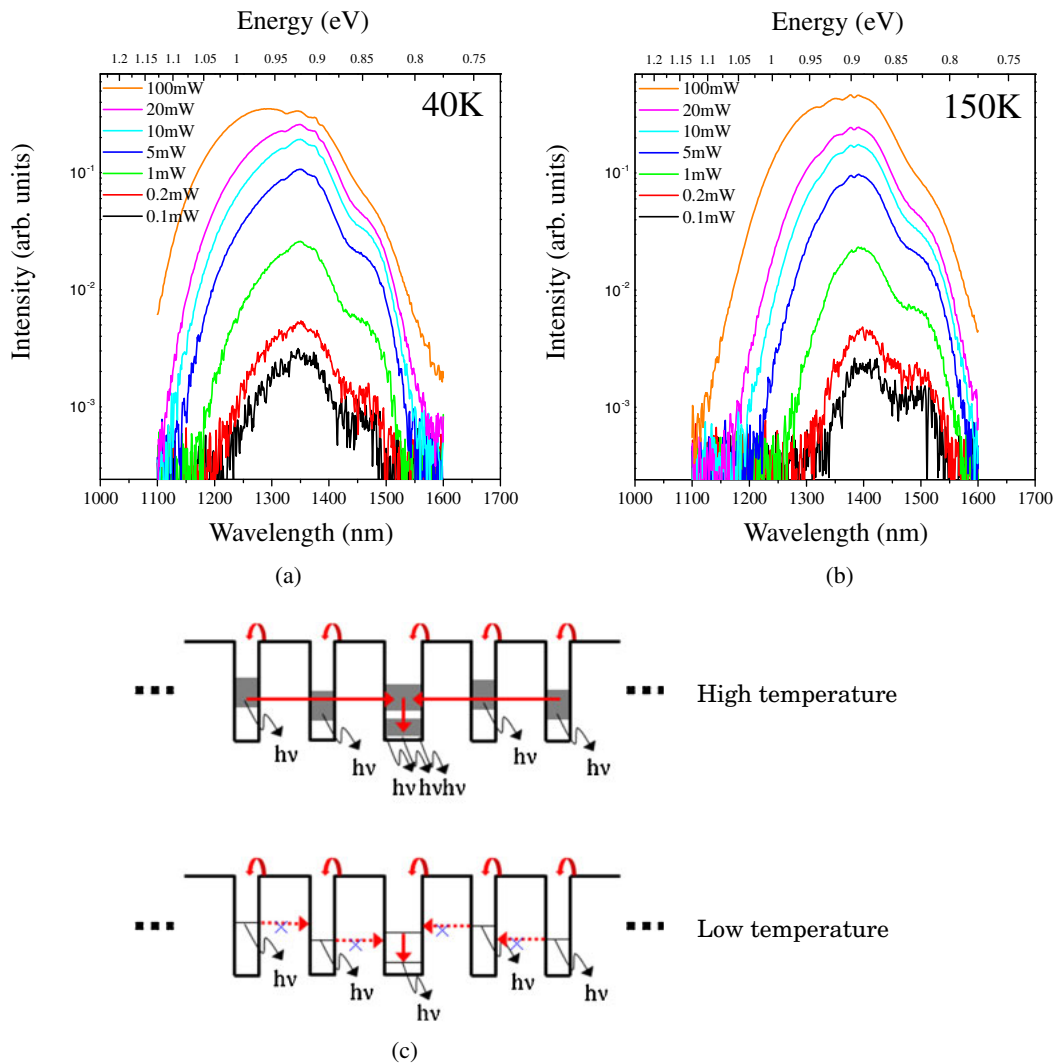 Energy (eV)
1.2 1.15 1.1 1.05 1 0.95 0.9 0.85 0.8 0.75
40K
100mW
20mW
10mW
5mW
1mW
0.2mW
0.1mW
10-1
10-2
10-3
Intensity (arb. units)
1000 1100 1200 1300 1400 1500 1600 1700
Wavelength (nm)
(a)
Energy (eV)
1.2 1.15 1.1 1.05 1 0.95 0.9 0.85 0.8 0.75
150K
100mW
20mW
10mW
5mW
1mW
0.2mW
0.1mW
10-1
10-2
10-3
Intensity (arb. units)
1000 1100 1200 1300 1400 1500 1600 1700
Wavelength (nm)
(b)
High temperature
hν hν hν hνhν hν hν
Low temperature
hν hν hν hν hν
(c)